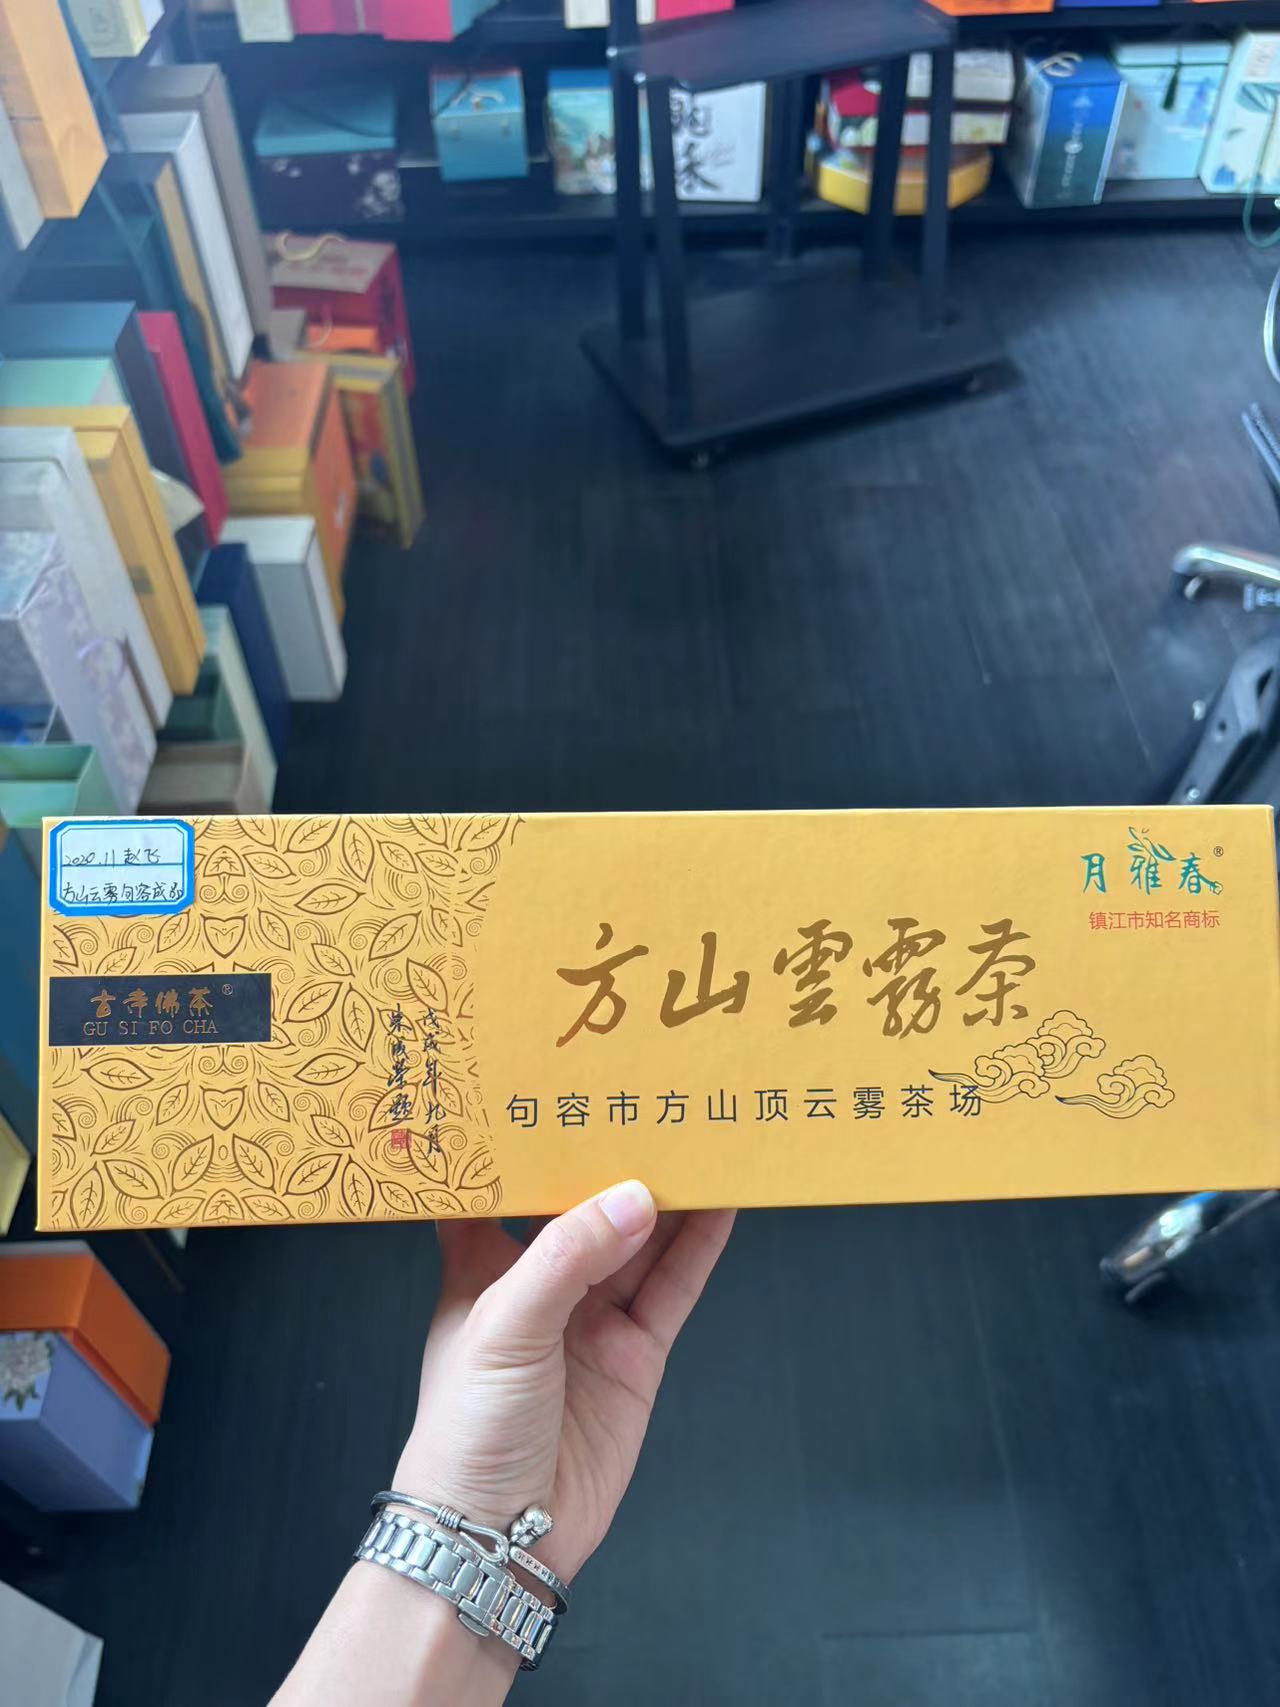 2020.11 赵飞
方山云雾句容成品
古寺佛茶®
GU SI FO CHA
戊戌年九月
方山雲霧茶
句容市方山顶云雾茶场
月雅春®
镇江市知名商标